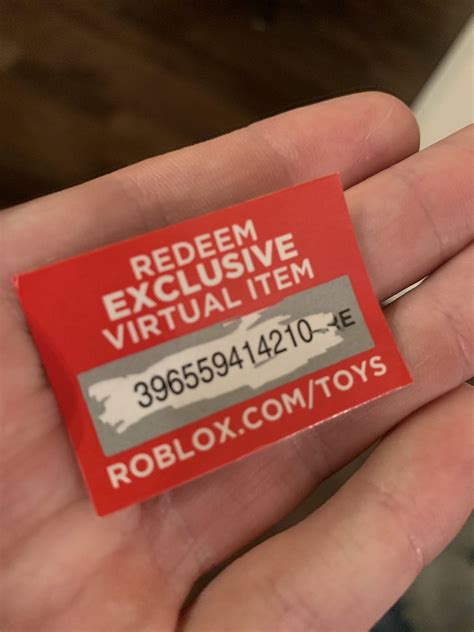 REDEEM
EXCLUSIVE
VIRTUAL ITEM
396559414210
ROBLOX.COM/TOYS